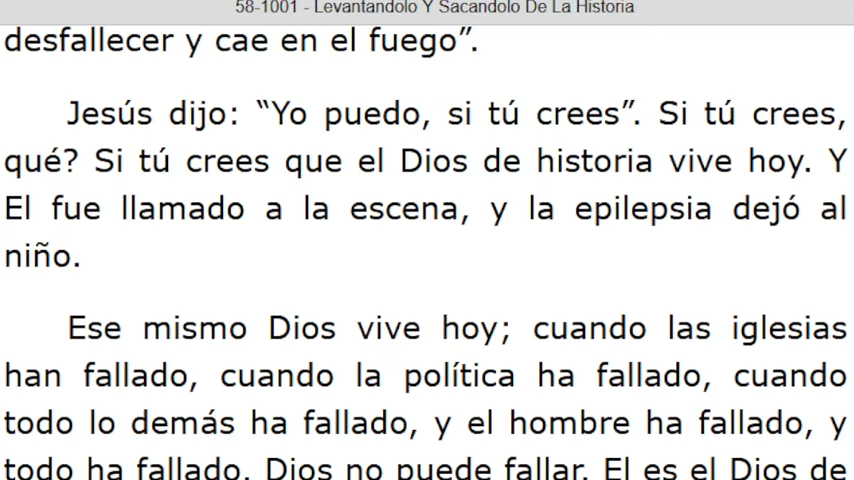 58-1001 - Levantandolo Y Sacandolo De La Historia
desfallecer y cae en el fuego”.
Jesús dijo: “Yo puedo, si tú crees”. Si tú crees,
qué? Si tú crees que el Dios de historia vive hoy. Y
El fue llamado a la escena, y la epilepsia dejó al
niño.
Ese mismo Dios vive hoy; cuando las iglesias
han fallado, cuando la política ha fallado, cuando
todo lo demás ha fallado, y el hombre ha fallado, y
todo ha fallado. Dios no puede fallar. El es el Dios de